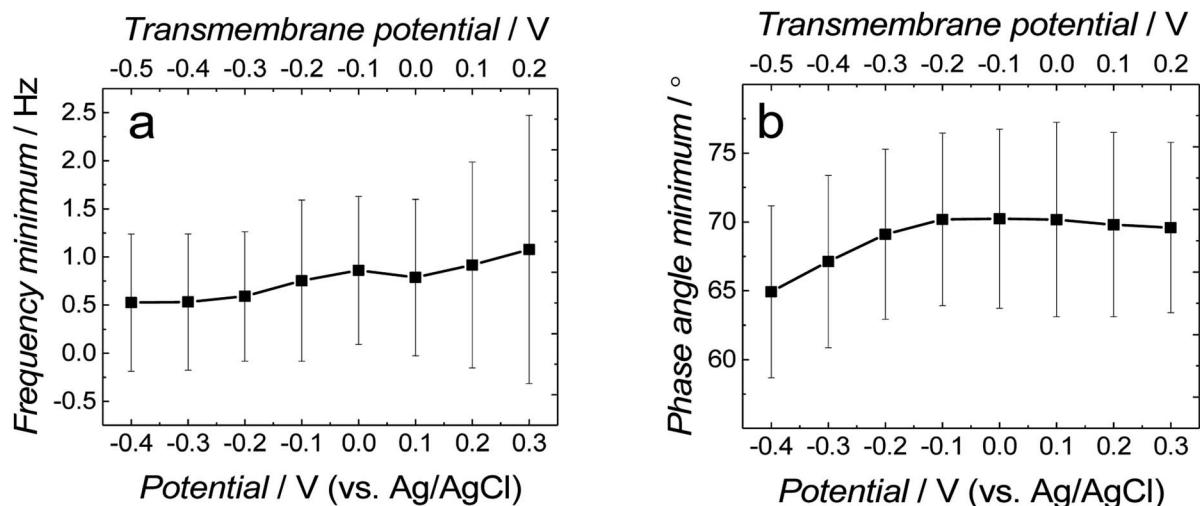 Transmembrane potential / V
-0.5 -0.4 -0.3 -0.2 -0.1 0.0 0.1 0.2
Frequency minimum / Hz
2.5
2.0
1.5
1.0
0.5
0.0
-0.5
a
-0.4 -0.3 -0.2 -0.1 0.0 0.1 0.2 0.3
Potential / V (vs. Ag/AgCl)
Transmembrane potential / V
-0.5 -0.4 -0.3 -0.2 -0.1 0.0 0.1 0.2
Phase angle minimum / °
75
70
65
60
b
-0.4 -0.3 -0.2 -0.1 0.0 0.1 0.2 0.3
Potential / V (vs. Ag/AgCl)